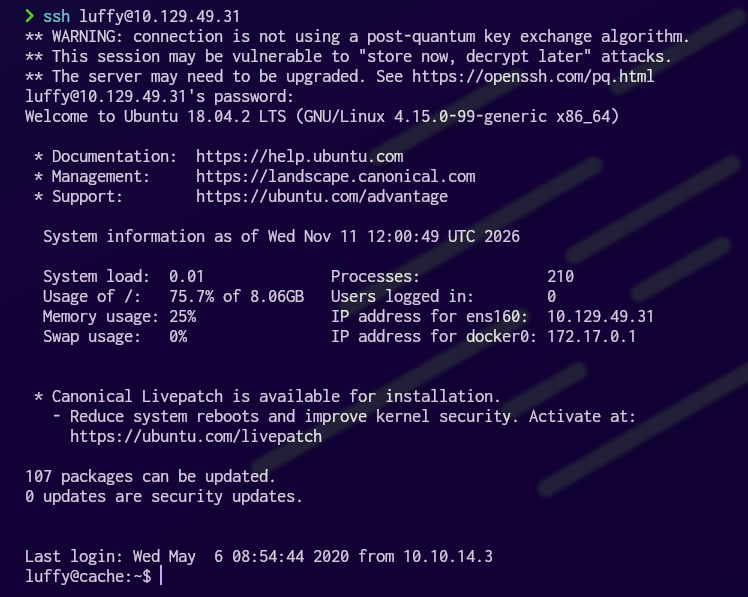 ❯ ssh luffy@10.129.49.31
** WARNING: connection is not using a post-quantum key exchange algorithm.
** This session may be vulnerable to "store now, decrypt later" attacks.
** The server may need to be upgraded. See https://openssh.com/pq.html
luffy@10.129.49.31's password:
Welcome to Ubuntu 18.04.2 LTS (GNU/Linux 4.15.0-99-generic x86_64)

 * Documentation:  https://help.ubuntu.com
 * Management:     https://landscape.canonical.com
 * Support:        https://ubuntu.com/advantage

  System information as of Wed Nov 11 12:00:49 UTC 2026

  System load:  0.01              Processes:              210
  Usage of /:   75.7% of 8.06GB   Users logged in:        0
  Memory usage: 25%               IP address for ens160:  10.129.49.31
  Swap usage:   0%                IP address for docker0: 172.17.0.1


 * Canonical Livepatch is available for installation.
   - Reduce system reboots and improve kernel security. Activate at:
     https://ubuntu.com/livepatch

107 packages can be updated.
0 updates are security updates.


Last login: Wed May  6 08:54:44 2020 from 10.10.14.3
luffy@cache:~$